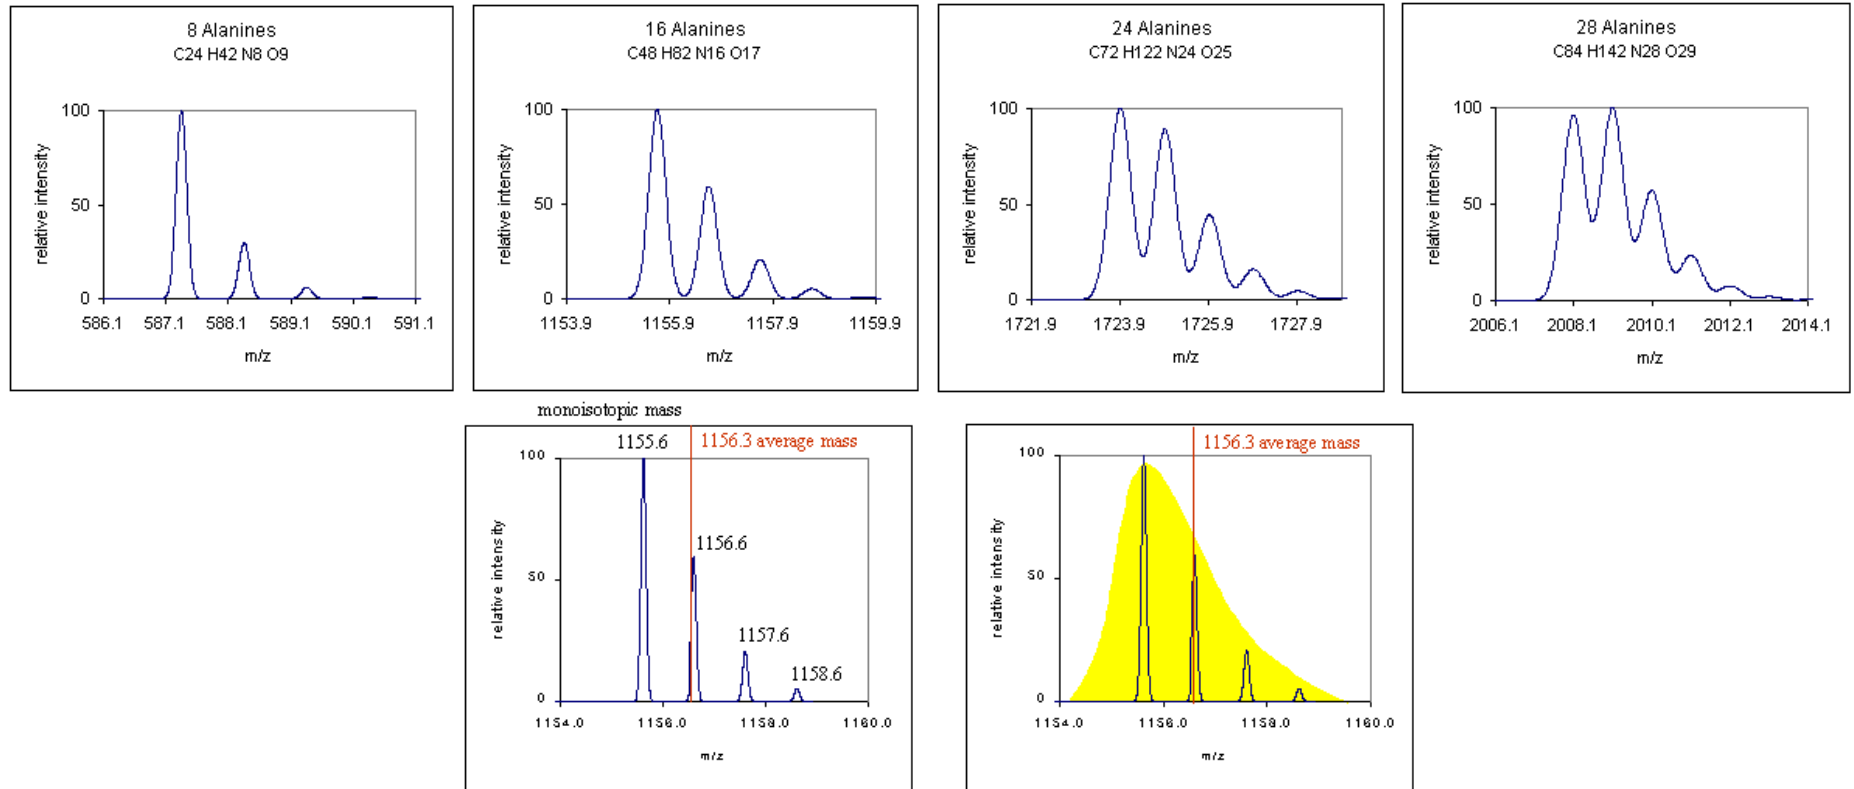 8 Alanines
C24 H42 N8 O9
100
50
0
relative intensity
586.1 587.1 588.1 589.1 590.1 591.1
m/z
16 Alanines
C48 H82 N16 O17
100
50
0
relative intensity
1153.9 1155.9 1157.9 1159.9
m/z
24 Alanines
C72 H122 N24 O25
100
50
0
relative intensity
1721.9 1723.9 1725.9 1727.9
m/z
28 Alanines
C84 H142 N28 O29
100
50
0
relative intensity
2006.1 2008.1 2010.1 2012.1 2014.1
m/z
monoisotopic mass
1155.6
1156.3 average mass
100
1156.6
50
1157.6
1158.6
0
relative intensity
1154.0 1156.0 1158.0 1160.0
m/z
1156.3 average mass
100
50
0
relative intensity
1154.0 1156.0 1158.0 1160.0
m/z